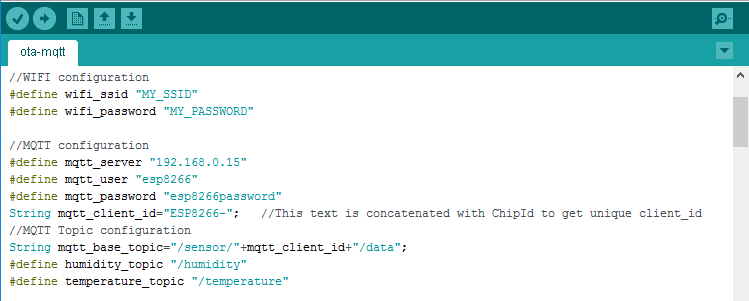 ota-mqtt
//WIFI configuration
#define wifi_ssid "MY_SSID"
#define wifi_password "MY_PASSWORD"
//MQTT configuration
#define mqtt_server "192.168.0.15"
#define mqtt_user "esp8266"
#define mqtt_password "esp8266password"
String mqtt_client_id="ESP8266-";   //This text is concatenated with ChipId to get unique client_id
//MQTT Topic configuration
String mqtt_base_topic="/sensor/"+mqtt_client_id+"/data";
#define humidity_topic "/humidity"
#define temperature_topic "/temperature"